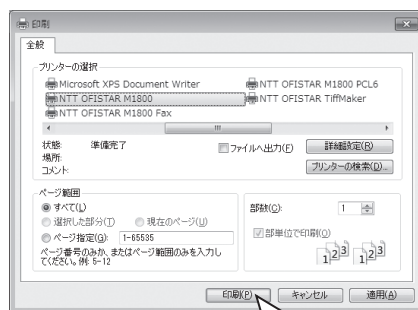 印刷
全般
プリンターの選択
Microsoft XPS Document Writer
NTT OFISTAR M1800 PCL6
NTT OFISTAR M1800
NTT OFISTAR TiffMaker
NTT OFISTAR M1800 Fax
状態: 準備完了
場所:
コメント:
ファイルへ出力(F)
詳細設定(R)
プリンターの検索(D)...
ページ範囲
すべて(L)
選択した部分(T) 現在のページ(U)
ページ指定(G): 1-65535
ページ番号のみか、またはページ範囲のみを入力し
てください。例: 5-12
部数(C): 1
部単位で印刷(O)
1 2 3 1 2 3
印刷(P) キャンセル 適用(A)